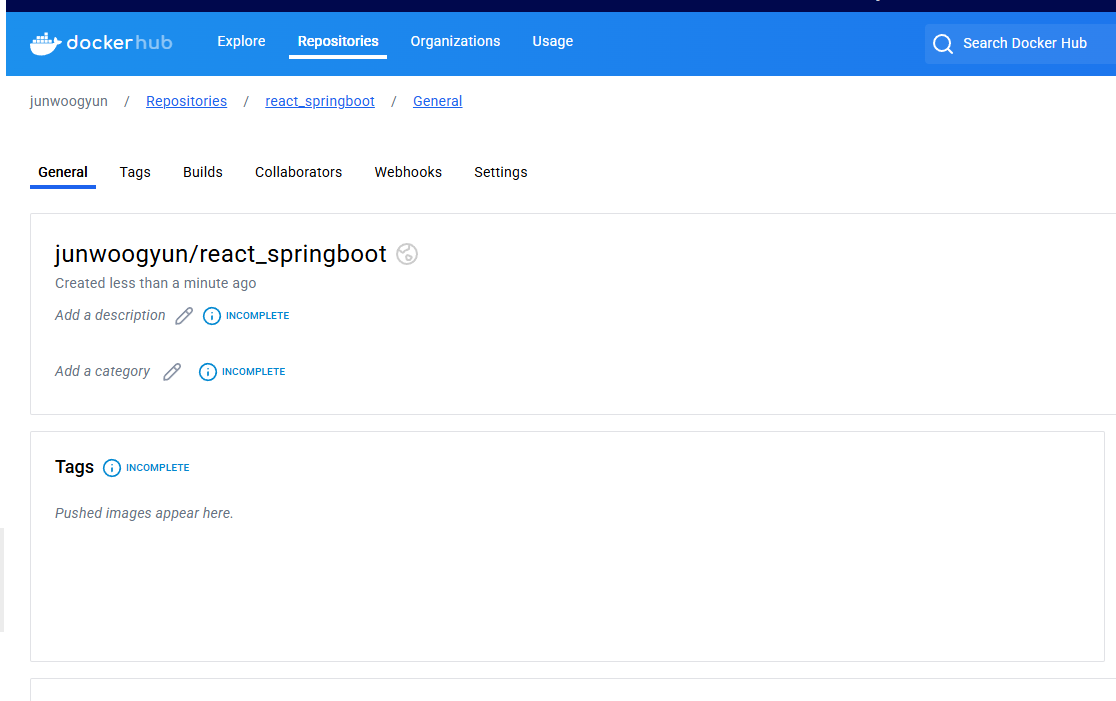 dockerhub Explore Repositories Organizations Usage Search Docker Hub
junwoogyun / Repositories / react_springboot / General
General Tags Builds Collaborators Webhooks Settings
junwoogyun/react_springboot
Created less than a minute ago
Add a description INCOMPLETE
Add a category INCOMPLETE
Tags INCOMPLETE
Pushed images appear here.